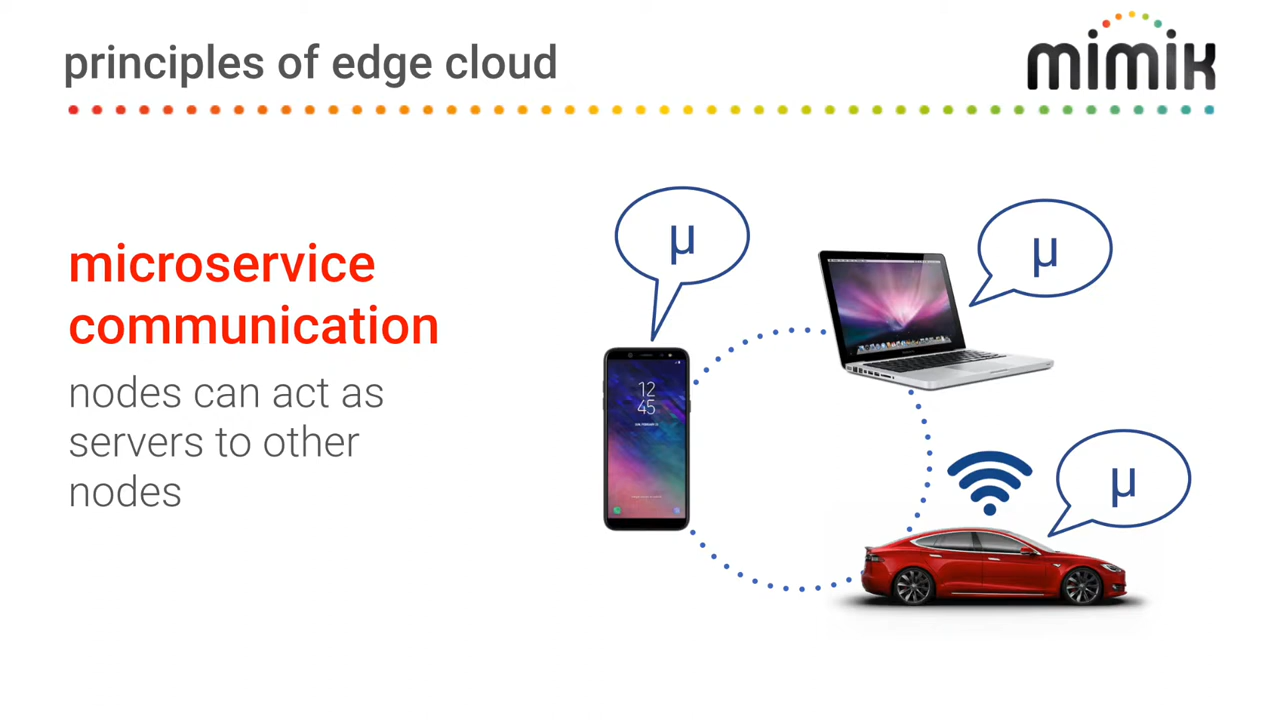 principles of edge cloud
mimik
microservice
communication
nodes can act as
servers to other
nodes
µ
µ
µ
12
45